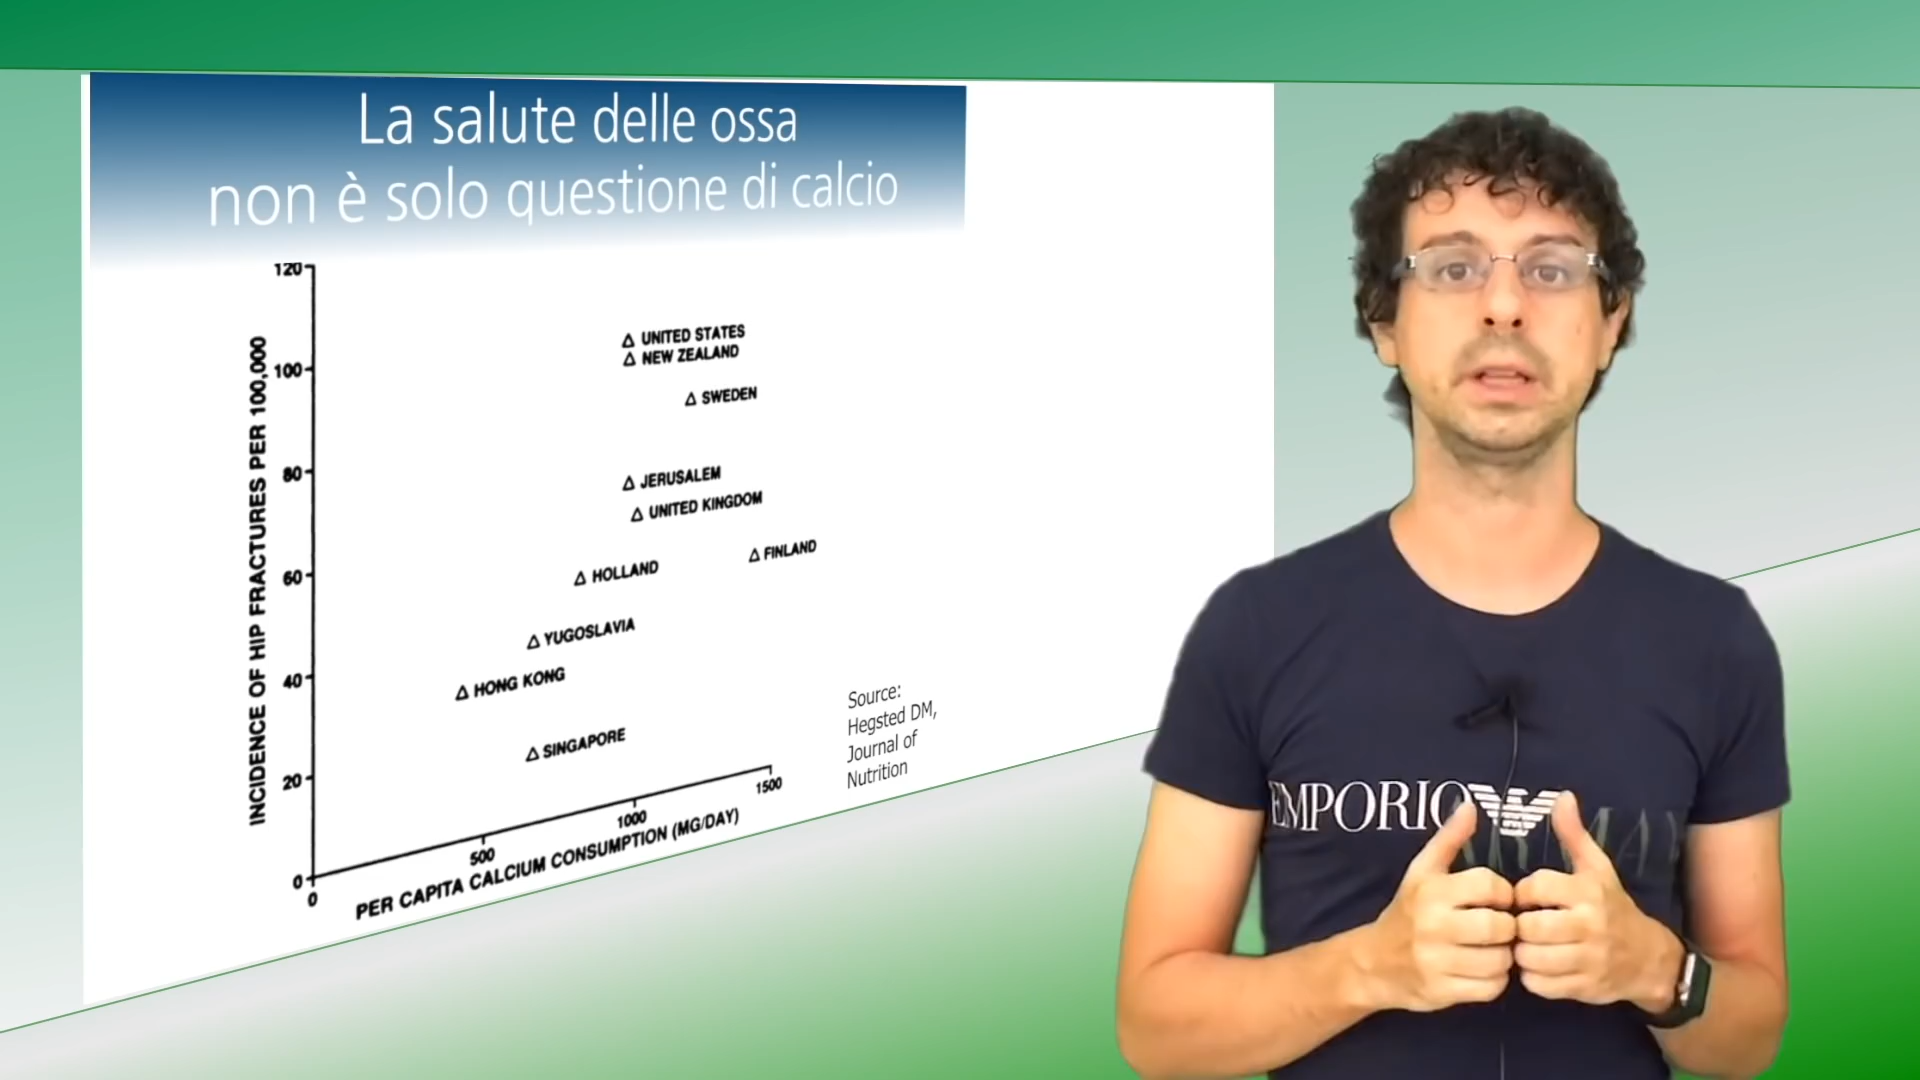 La salute delle ossa
non è solo questione di calcio
120
100
80
60
40
20
0
INCIDENCE OF HIP FRACTURES PER 100,000
△ UNITED STATES
△ NEW ZEALAND
△ SWEDEN
△ JERUSALEM
△ UNITED KINGDOM
△ FINLAND
△ HOLLAND
△ YUGOSLAVIA
△ HONG KONG
△ SINGAPORE
0
500
1000
1500
PER CAPITA CALCIUM CONSUMPTION (MG/DAY)
Source:
Hegsted DM,
Journal of
Nutrition
EMPORIO